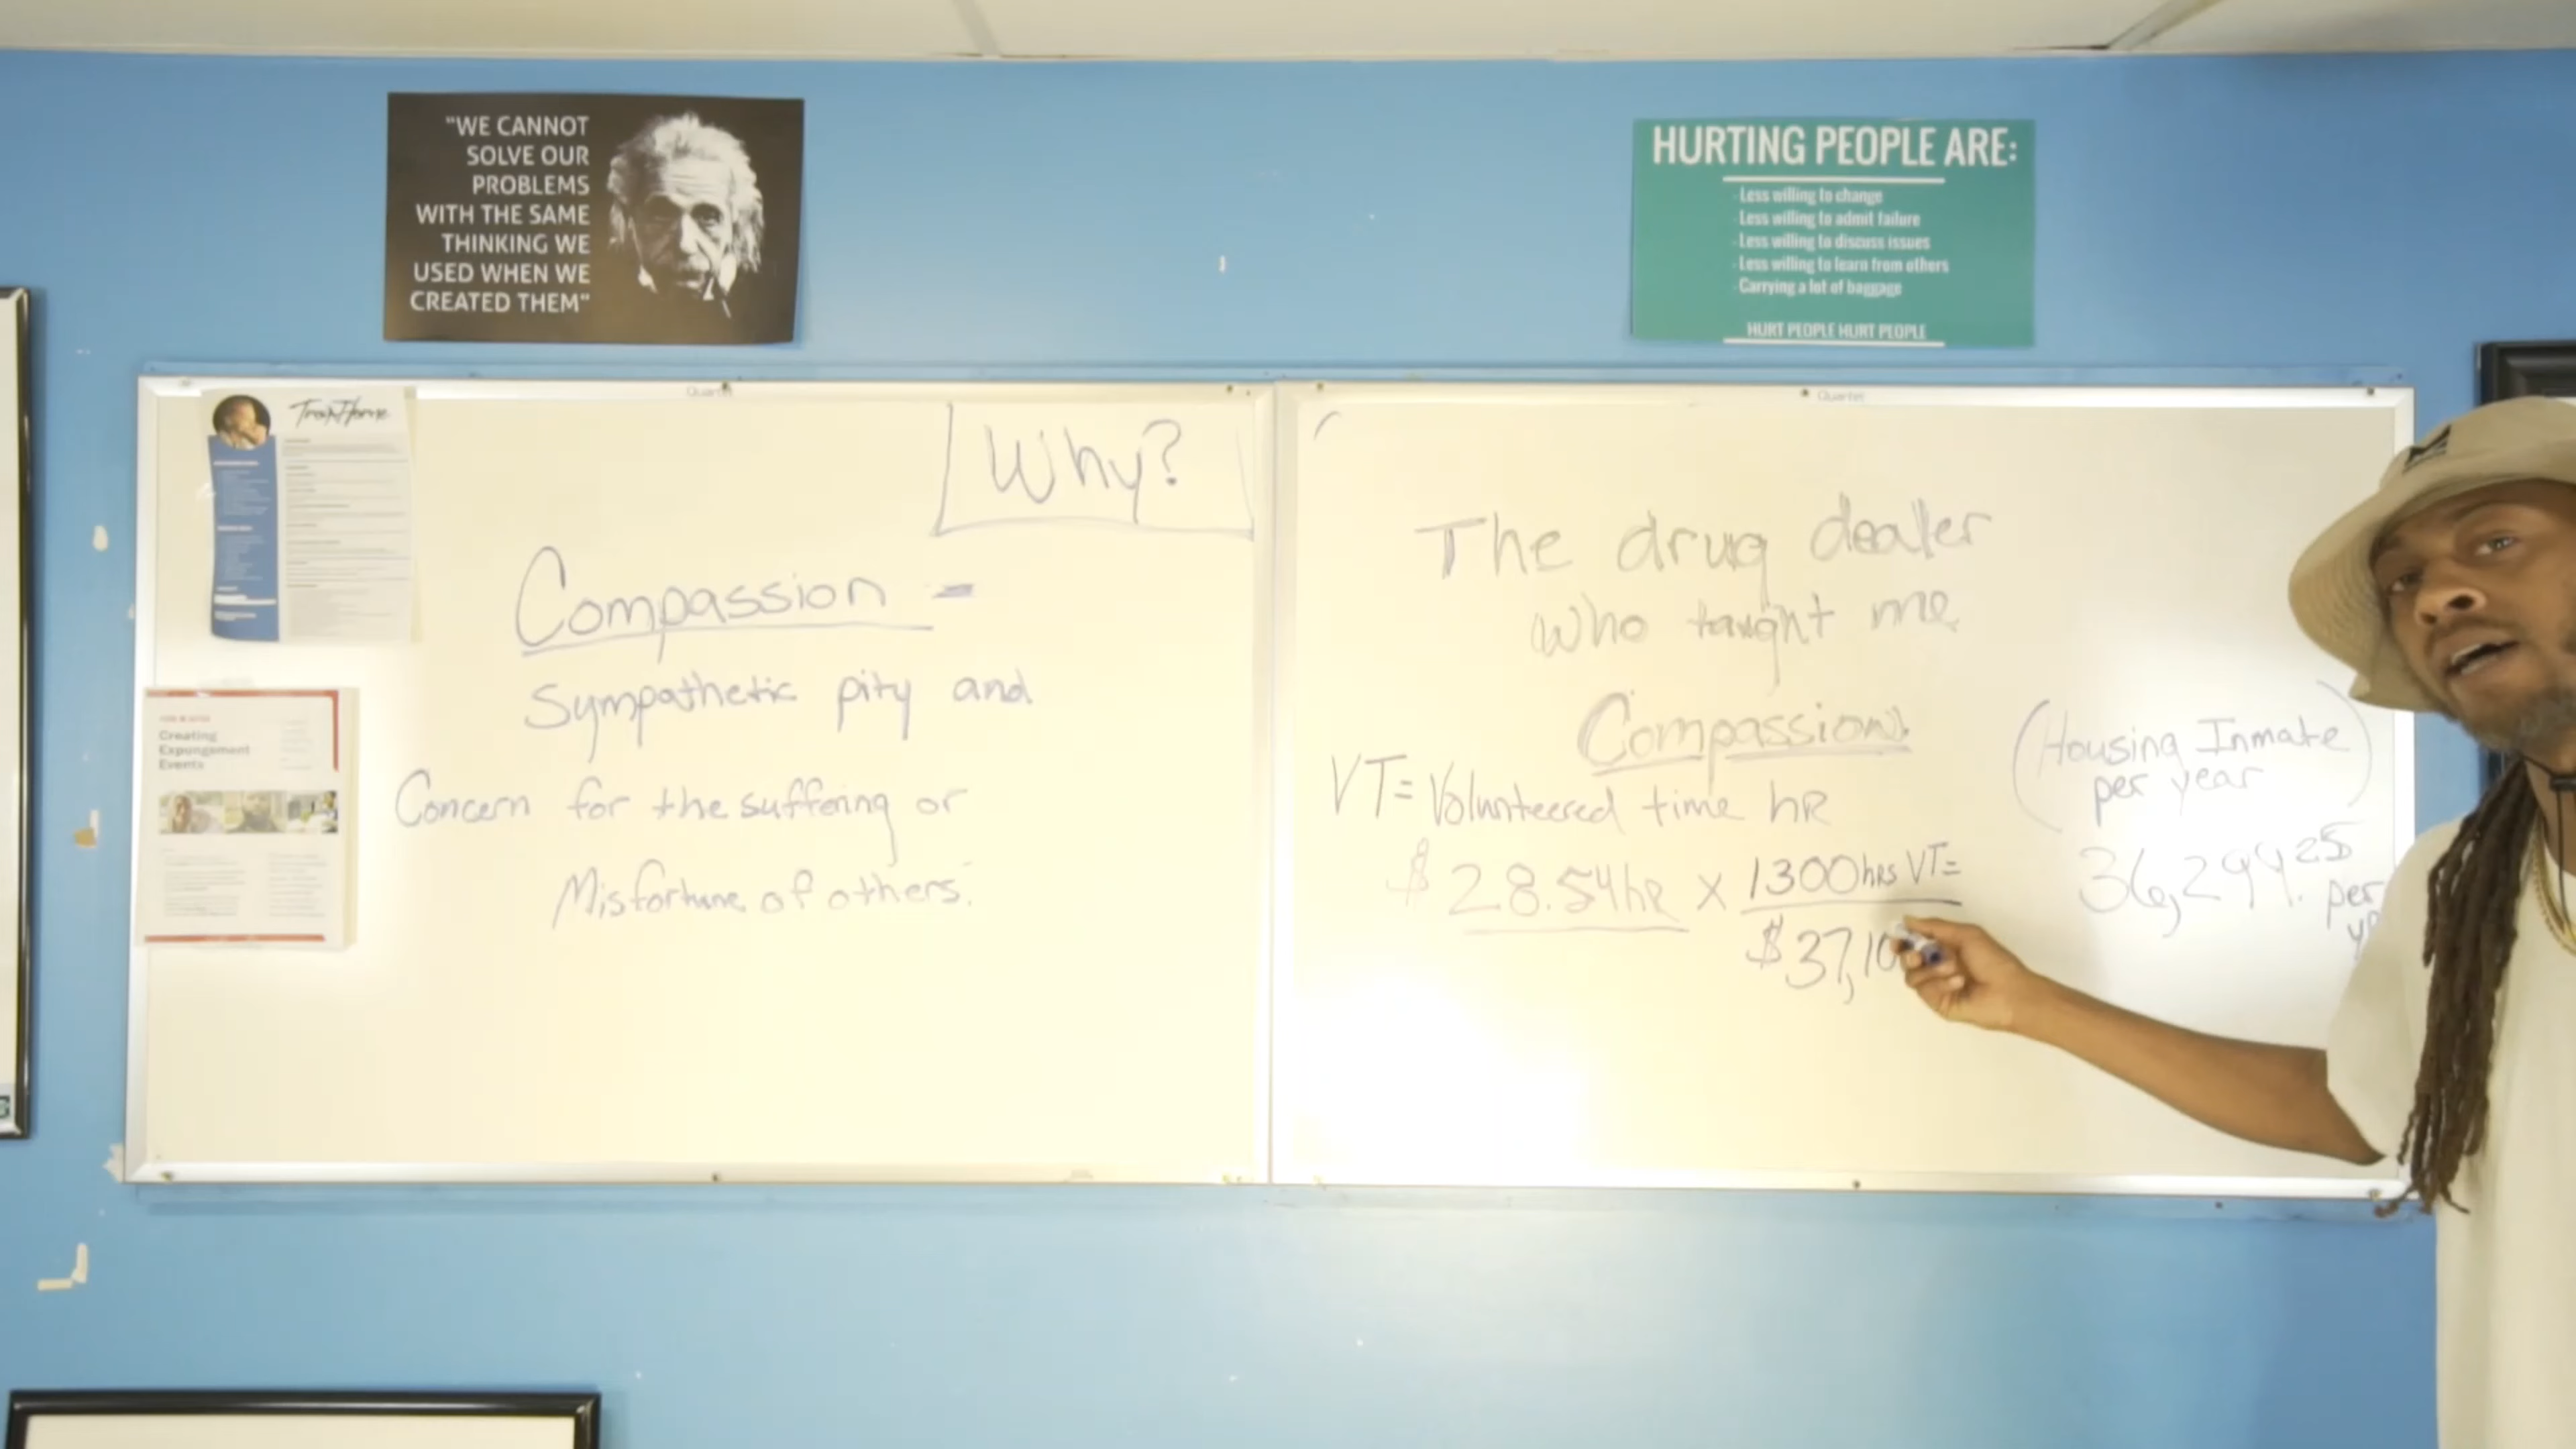 "WE CANNOT
SOLVE OUR
PROBLEMS
WITH THE SAME
THINKING WE
USED WHEN WE
CREATED THEM"
HURTING PEOPLE ARE:
- Less willing to change
- Less willing to admit failure
- Less willing to discuss issues
- Less willing to learn from others
- Carrying a lot of baggage
HURT PEOPLE HURT PEOPLE
Quartet
Quartet
Creating
Expungement
Events
Why?
Compassion -
Sympathetic pity and
Concern for the suffering or
Misfortune of others.
The drug dealer
who taught me
Compassion
VT= Volunteered time hR
$28.54hr x 1300hrs VT=
$37,10
(Housing Inmate
per year)
36,299.25
per
yr